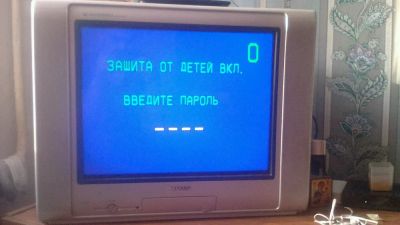 0
ЗАЩИТА ОТ ДЕТЕЙ ВКЛ.
ВВЕДИТЕ ПАРОЛЬ
– – – –